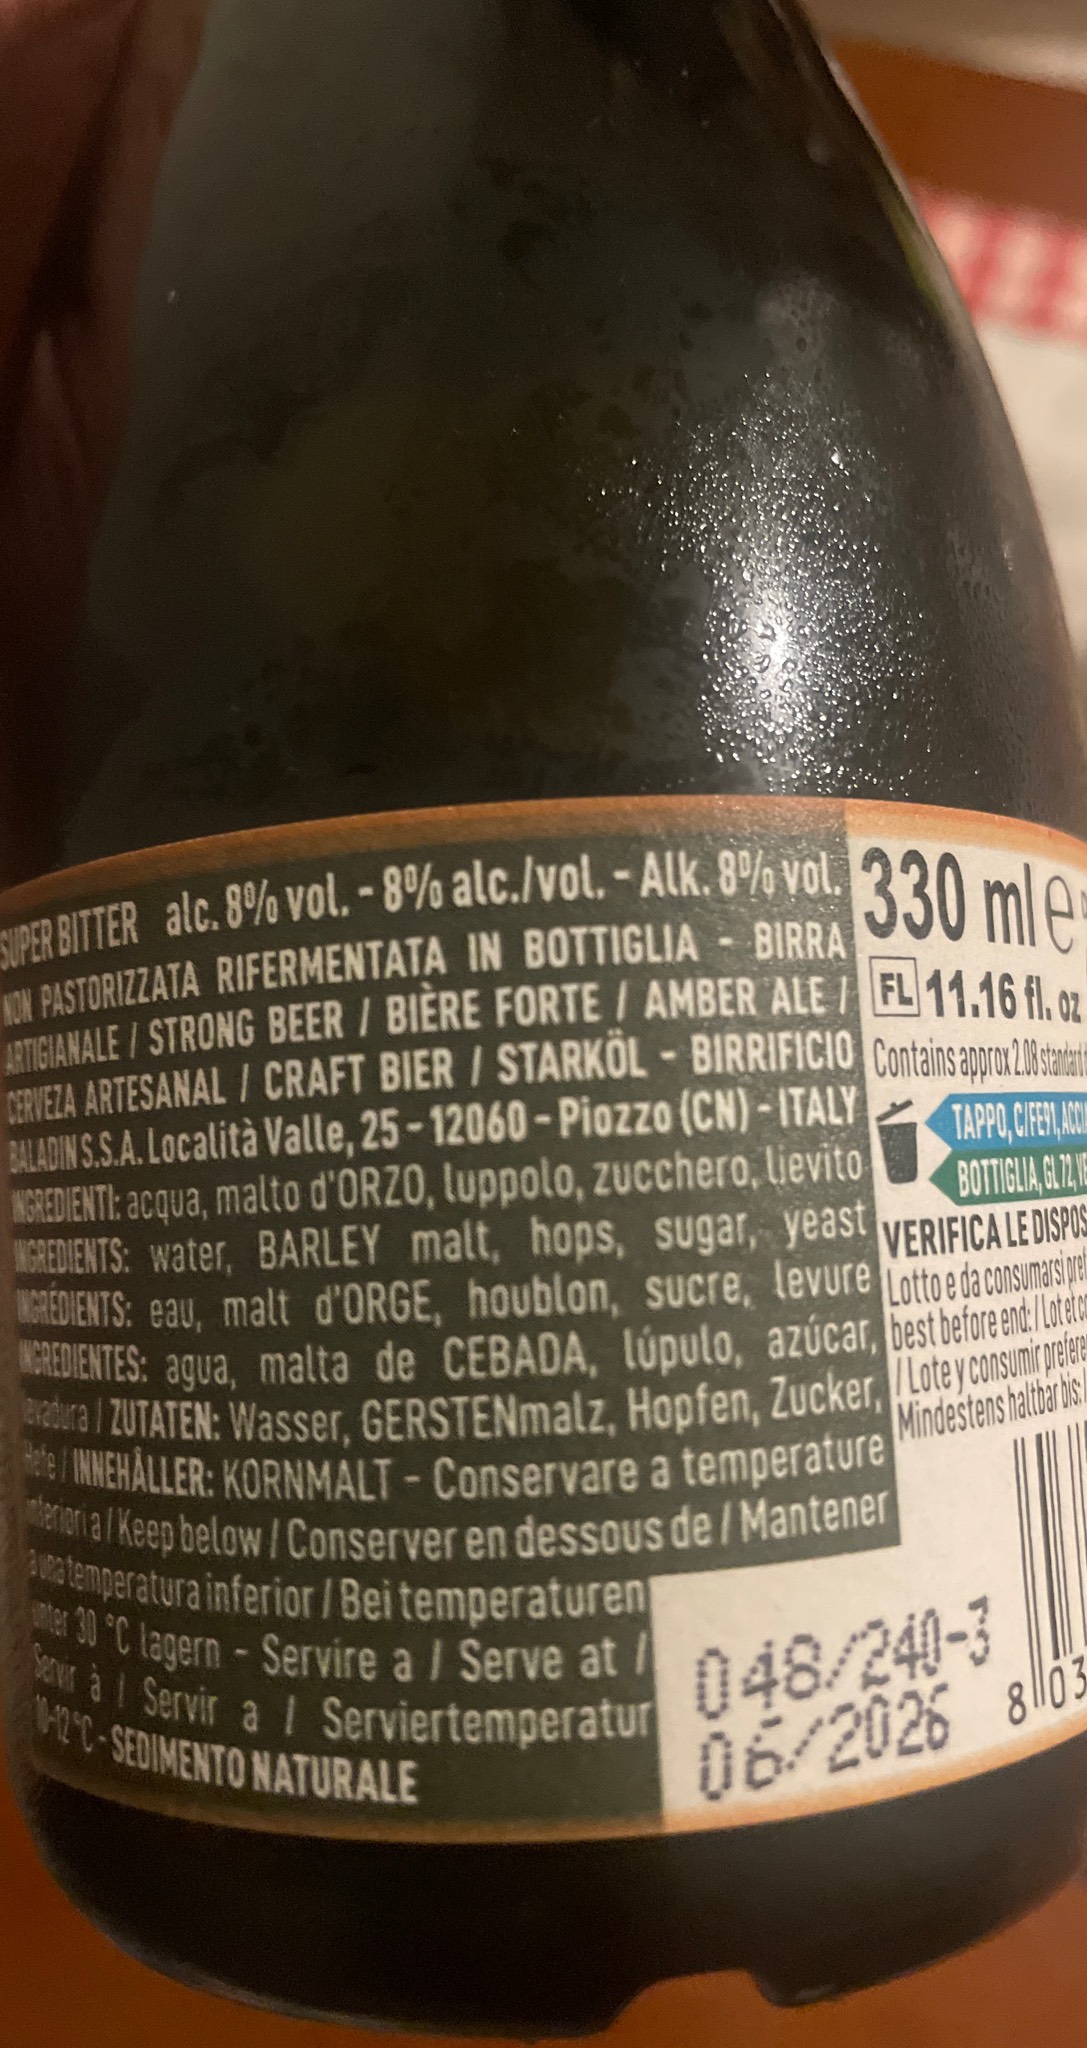 SUPER BITTER alc. 8% vol. - 8% alc./vol. - Alk. 8% vol.
NON PASTORIZZATA RIFERMENTATA IN BOTTIGLIA - BIRRA
ARTIGIANALE / STRONG BEER / BIÈRE FORTE / AMBER ALE /
CERVEZA ARTESANAL / CRAFT BIER / STARKÖL - BIRRIFICIO
BALADIN S.S.A. Località Valle, 25 - 12060 - Piozzo (CN) - ITALY
INGREDIENTI: acqua, malto d'ORZO, luppolo, zucchero, lievito
INGREDIENTS: water, BARLEY malt, hops, sugar, yeast
INGRÉDIENTS: eau, malt d'ORGE, houblon, sucre, levure
INGREDIENTES: agua, malta de CEBADA, lúpulo, azúcar,
levadura / ZUTATEN: Wasser, GERSTENmalz, Hopfen, Zucker,
Hefe / INNEHÅLLER: KORNMALT - Conservare a temperature
inferiori a / Keep below / Conserver en dessous de / Mantener
a una temperatura inferior / Bei temperaturen
unter 30 °C lagern - Servire a / Serve at /
Servir à / Servir a / Serviertemperatur
10-12°C - SEDIMENTO NATURALE
330 ml e
FL 11.16 fl. oz
Contains approx 2.08 standard
TAPPO, C/FE91,
BOTTIGLIA, GL 72,
VERIFICA LE
Lotto e da consumarsi
best before end: / Lot et
/ Lote y consumir
Mindestens haltbar bis:
048/240-3
06/2026
8 03